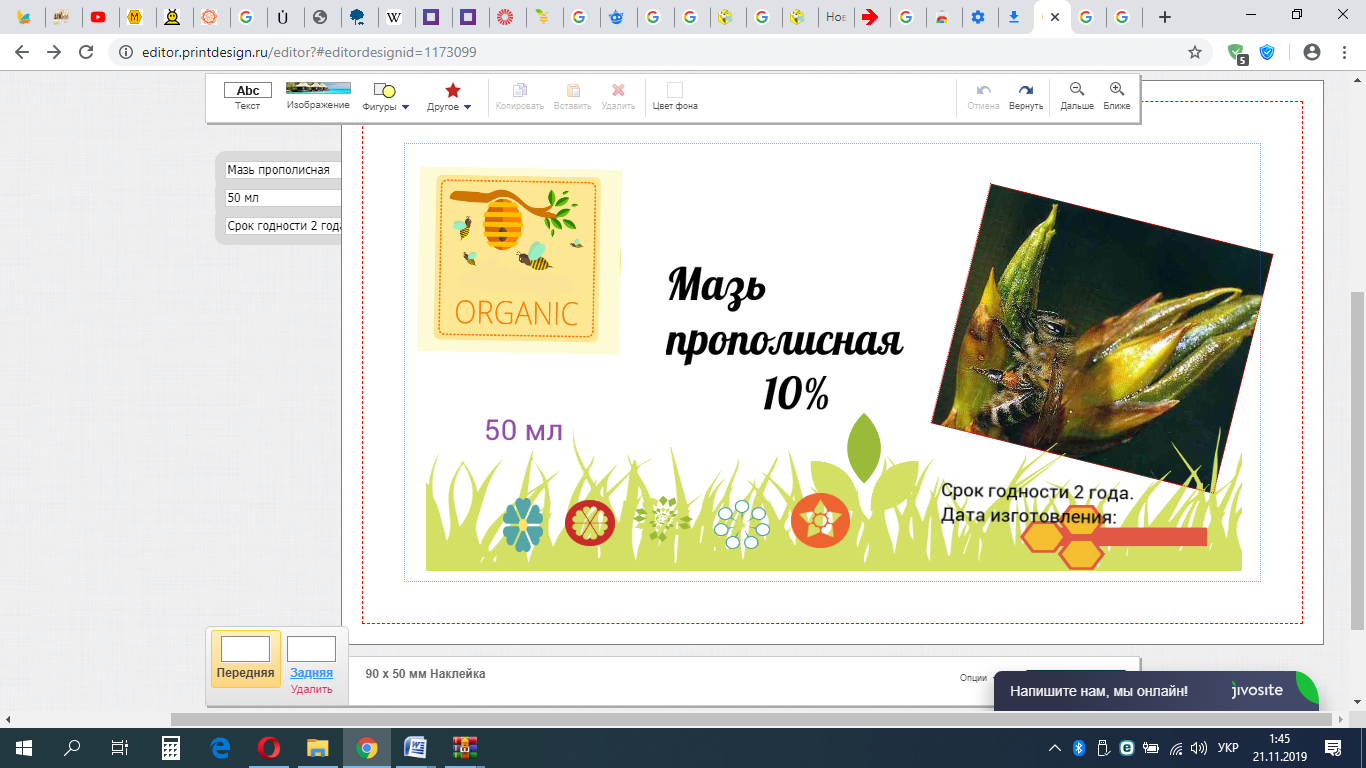 Нов
editor.printdesign.ru/editor?#editordesignid=1173099
5
Abc
Текст
Изображение
Фигуры
Другое
Копировать
Вставить
Удалить
Цвет фона
Отмена
Вернуть
Дальше
Ближе
Мазь прополисная
50 мл
Срок годности 2 года
ORGANIC
Мазь
прополисная
10%
50 мл
Срок годности 2 года.
Дата изготовления:
Передняя
Задняя
Удалить
90 x 50 мм Наклейка
Опции
Напишите нам, мы онлайн!
jivosite
УКР
1:45
21.11.2019